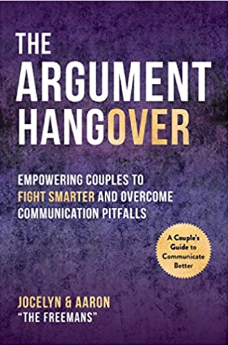 THE
ARGUMENT
HANGOVER
EMPOWERING COUPLES TO
FIGHT SMARTER AND OVERCOME
COMMUNICATION PITFALLS
A Couple's
Guide to
Communicate
Better
JOCELYN & AARON
"THE FREEMANS"